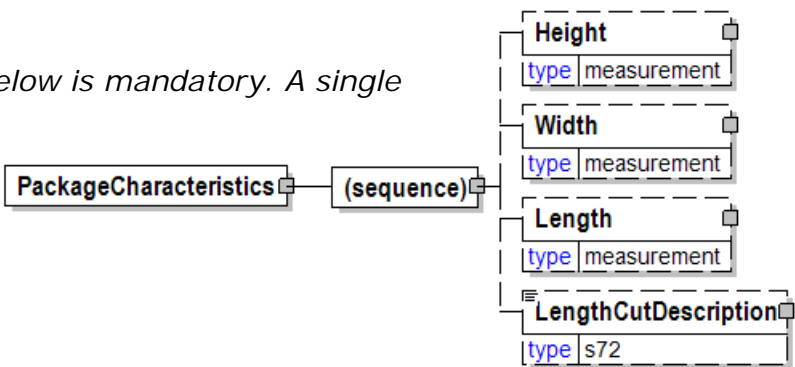 elow is mandatory. A single
PackageCharacteristics
(sequence)
Height
type measurement
Width
type measurement
Length
type measurement
LengthCutDescription
type s72